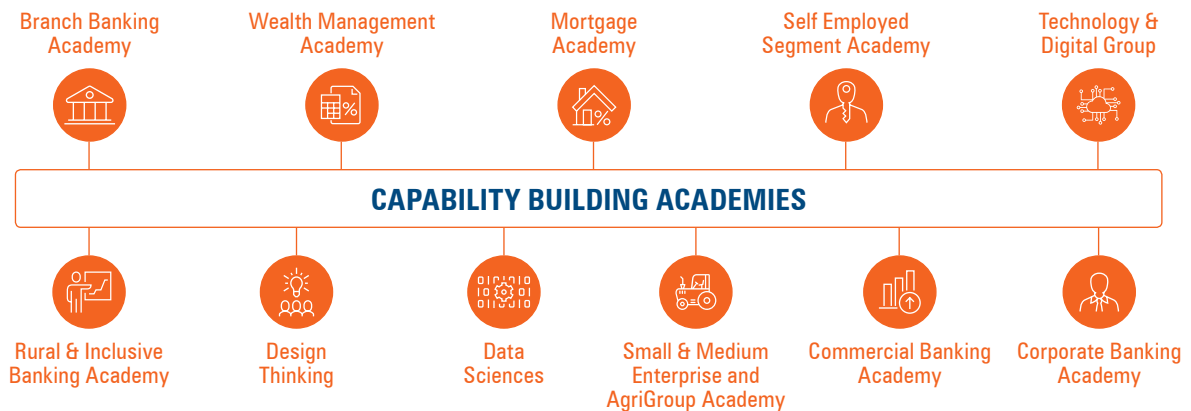 Branch Banking
Academy
Wealth Management
Academy
Mortgage
Academy
Self Employed
Segment Academy
Technology &
Digital Group
CAPABILITY BUILDING ACADEMIES
Rural & Inclusive
Banking Academy
Design
Thinking
Data
Sciences
Small & Medium
Enterprise and
AgriGroup Academy
Commercial Banking
Academy
Corporate Banking
Academy